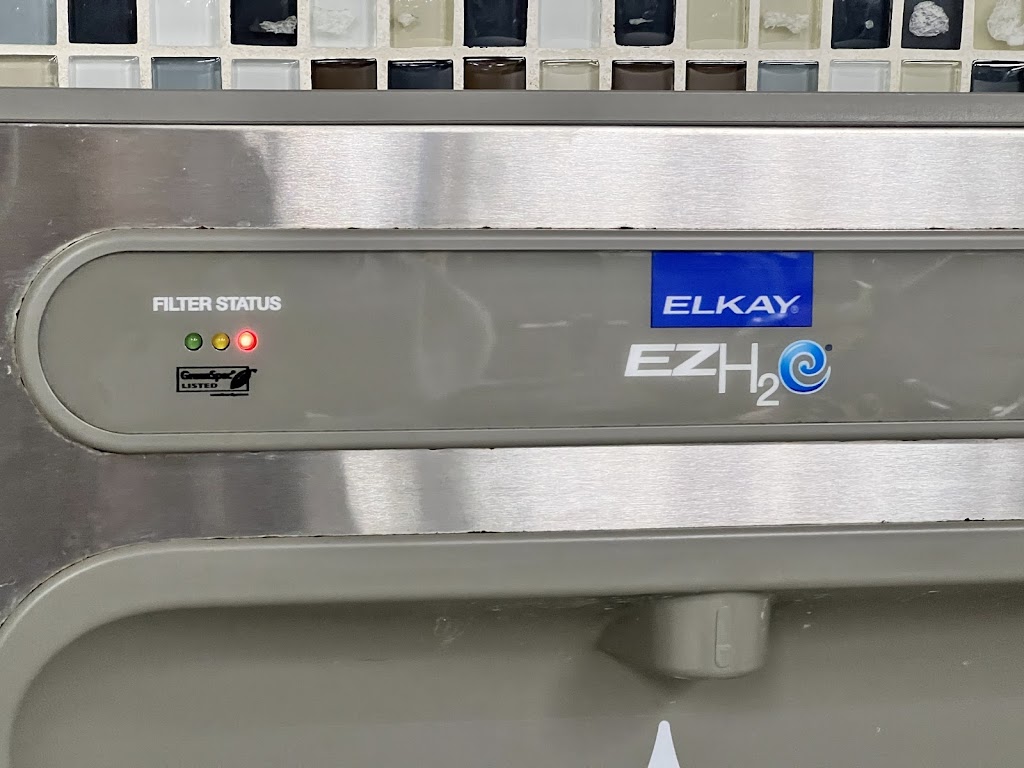 FILTER STATUS
GreenSpec
LISTED
ELKAY®
EZH2